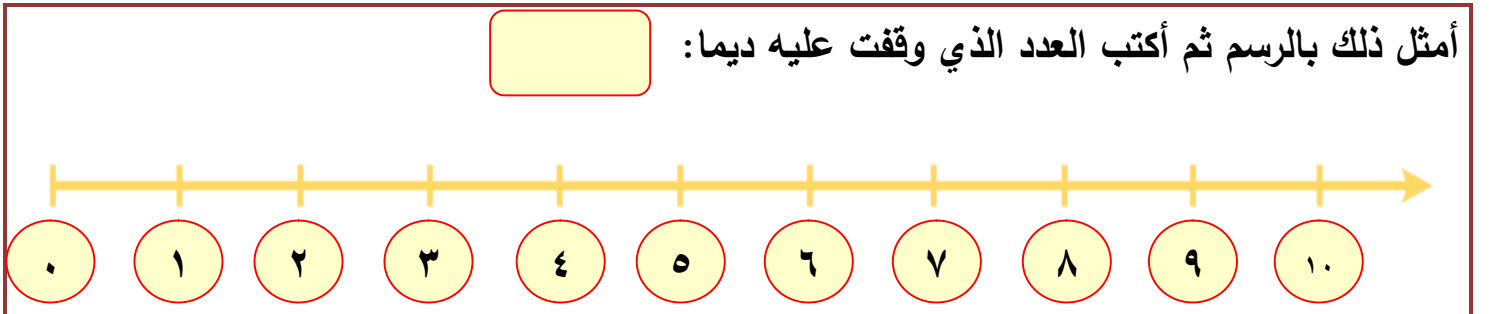 أمثل ذلك بالرسم ثم أكتب العدد الذي وقفت عليه ديما:
٠ ١ ٢ ٣ ٤ ٥ ٦ ٧ ٨ ٩ ١٠